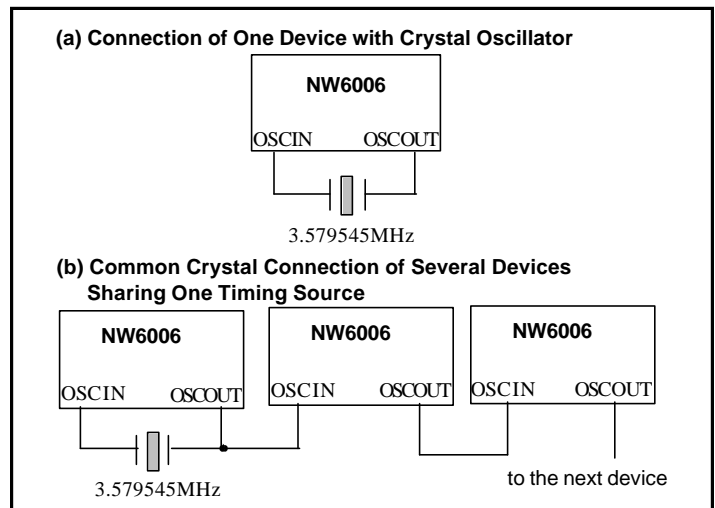 (a) Connection of One Device with Crystal Oscillator
NW6006
OSCIN OSCOUT
3.579545MHz
(b) Common Crystal Connection of Several Devices
Sharing One Timing Source
NW6006 NW6006 NW6006
OSCIN OSCOUT OSCIN OSCOUT OSCIN OSCOUT
to the next device
3.579545MHz